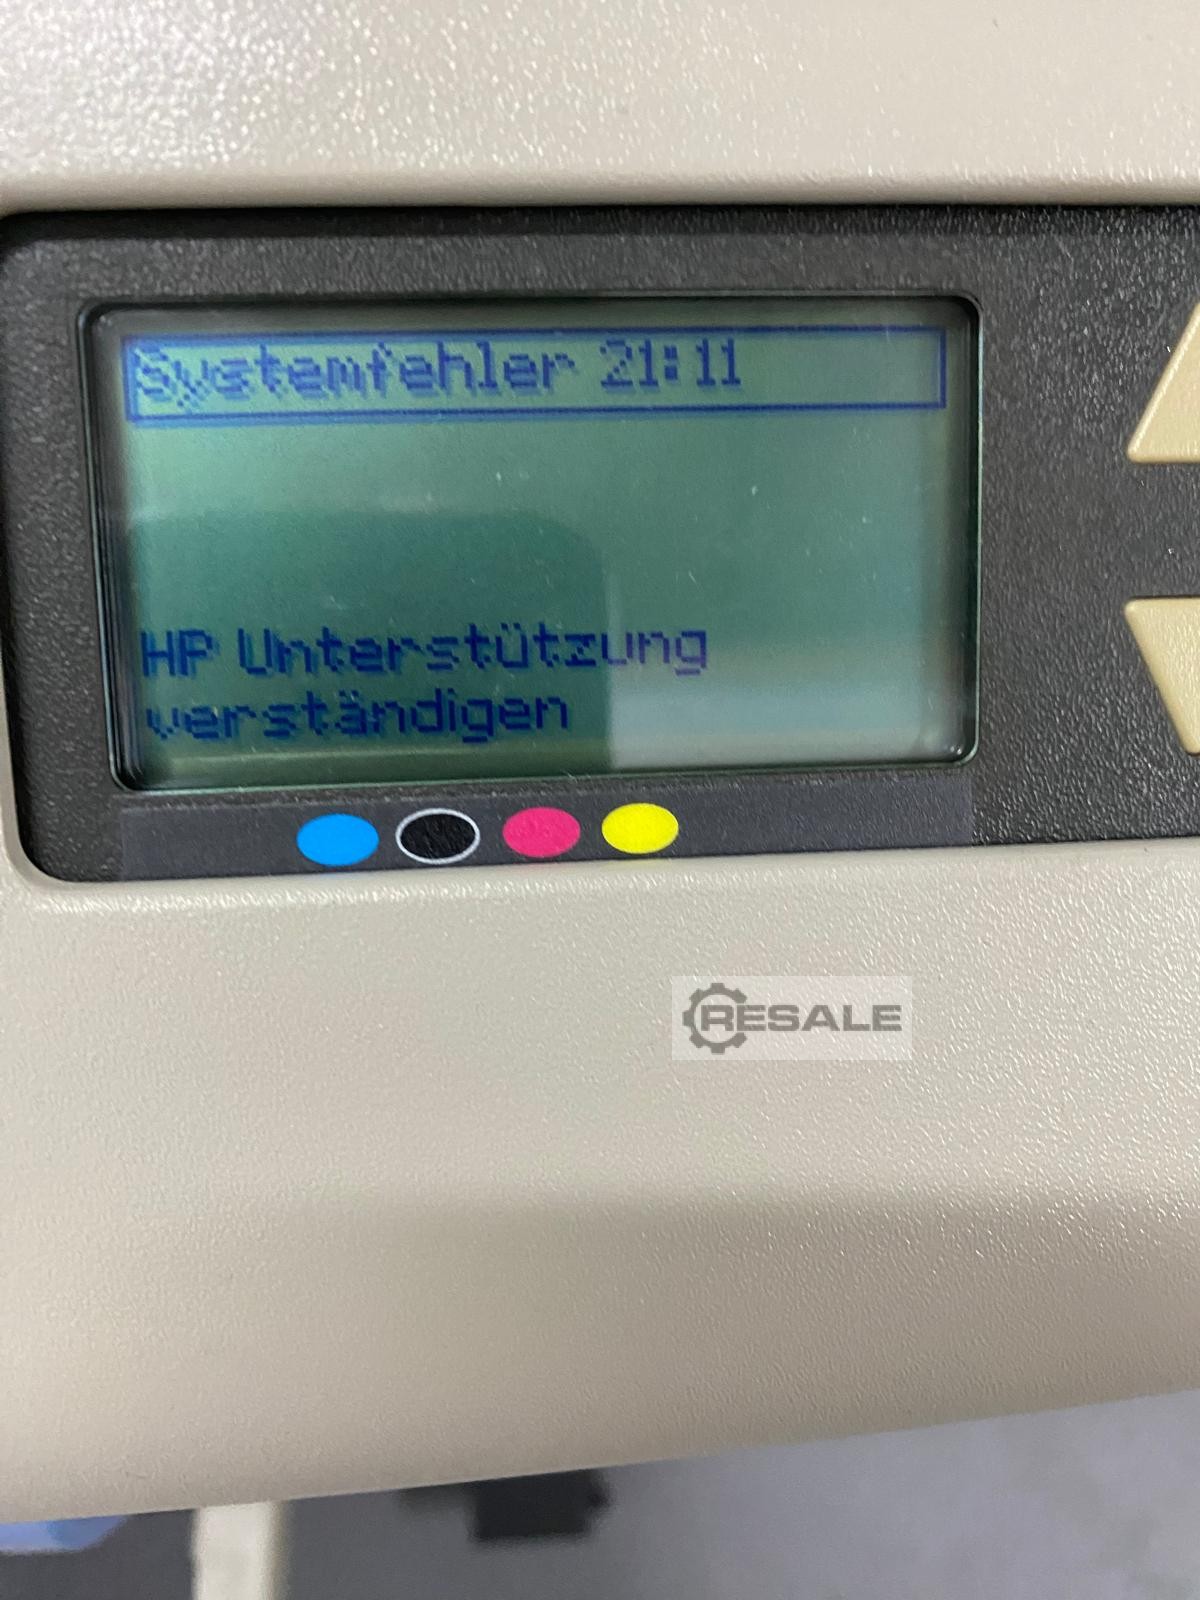 Systemfehler 21:11
HP Unterstützung
verständigen
RESALE